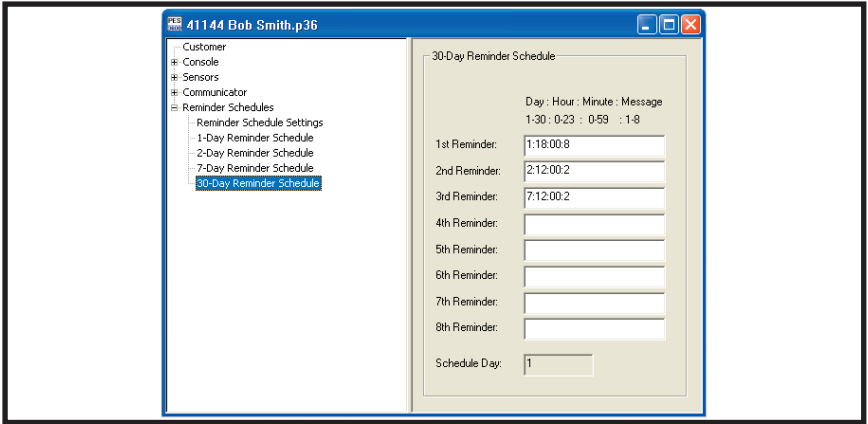 41144 Bob Smith.p36
Customer
Console
Sensors
Communicator
Reminder Schedules
Reminder Schedule Settings
1-Day Reminder Schedule
2-Day Reminder Schedule
7-Day Reminder Schedule
30-Day Reminder Schedule
30-Day Reminder Schedule
Day : Hour : Minute : Message
1-30 : 0-23 : 0-59 : 1-8
1st Reminder: 1:18:00:8
2nd Reminder: 2:12:00:2
3rd Reminder: 7:12:00:2
4th Reminder:
5th Reminder:
6th Reminder:
7th Reminder:
8th Reminder:
Schedule Day: 1